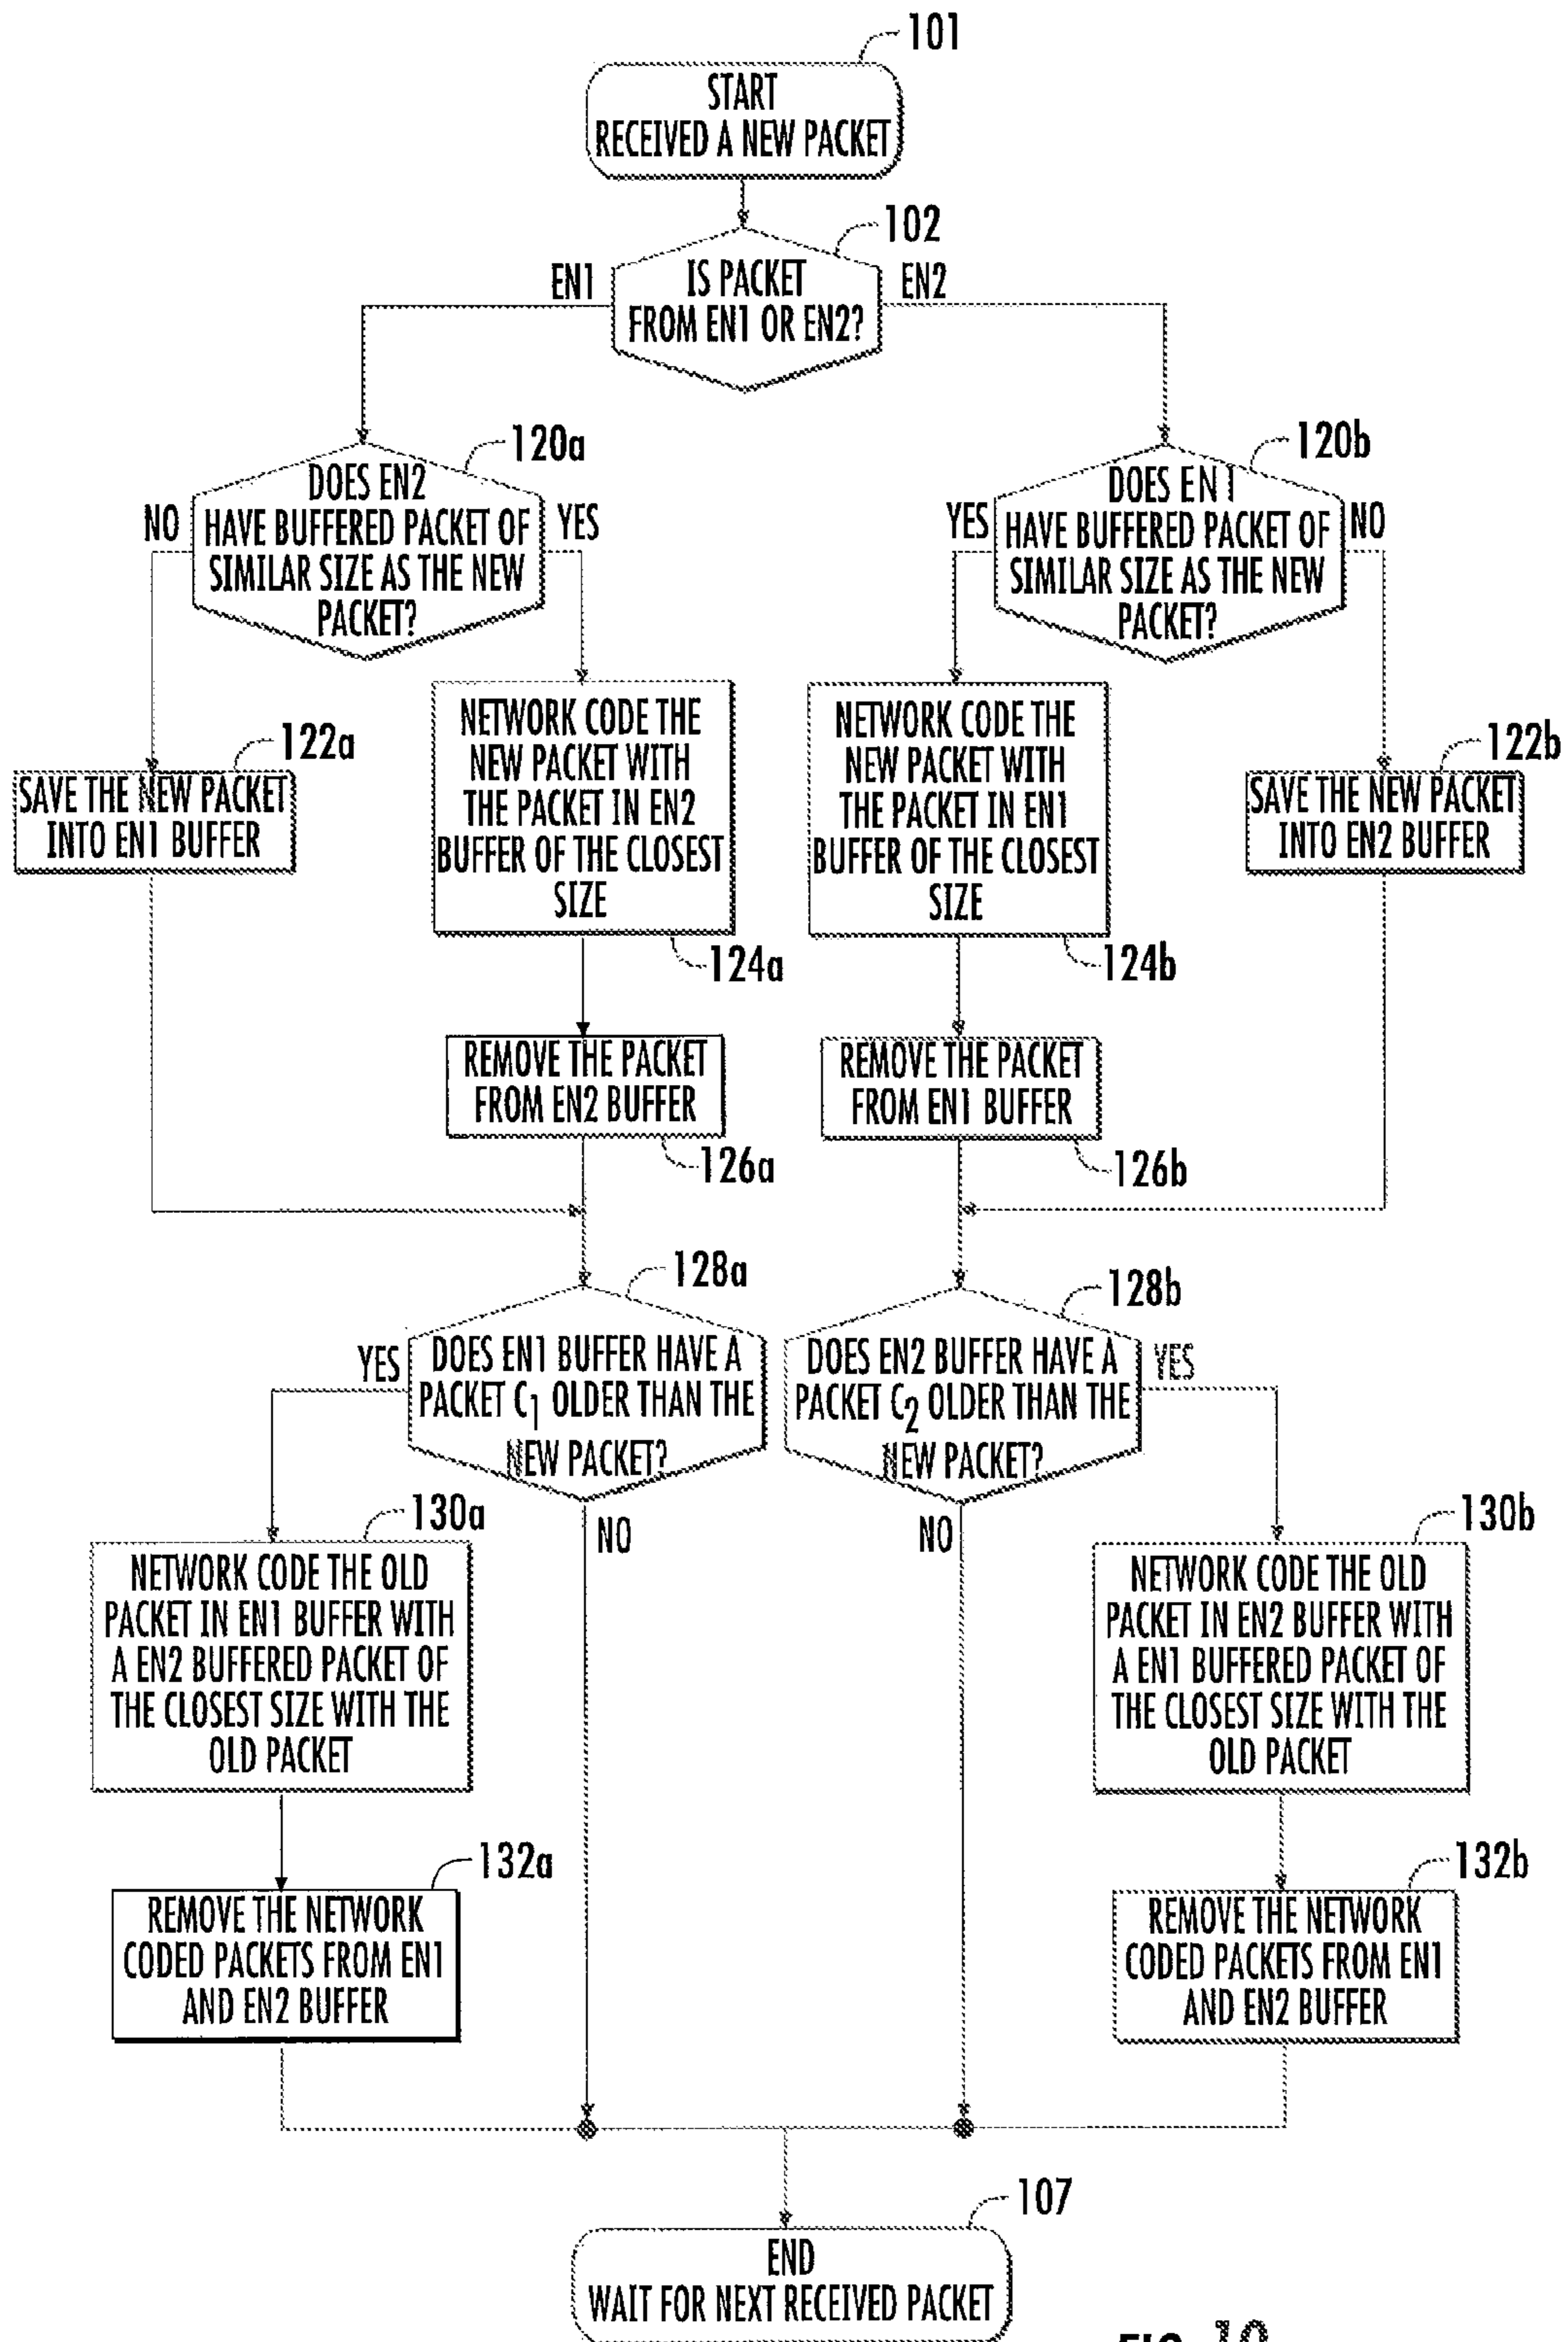 101
START
RECEIVED A NEW PACKET
102
EN1
IS PACKET
FROM EN1 OR EN2?
EN2
120a
DOES EN2
HAVE BUFFERED PACKET OF
SIMILAR SIZE AS THE NEW
PACKET?
NO
YES
120b
DOES EN1
HAVE BUFFERED PACKET OF
SIMILAR SIZE AS THE NEW
PACKET?
YES
NO
122a
SAVE THE NEW PACKET
INTO EN1 BUFFER
NETWORK CODE THE
NEW PACKET WITH
THE PACKET IN EN2
BUFFER OF THE CLOSEST
SIZE
124a
NETWORK CODE THE
NEW PACKET WITH
THE PACKET IN EN1
BUFFER OF THE CLOSEST
SIZE
124b
122b
SAVE THE NEW PACKET
INTO EN2 BUFFER
REMOVE THE PACKET
FROM EN2 BUFFER
126a
REMOVE THE PACKET
FROM EN1 BUFFER
126b
128a
YES
DOES EN1 BUFFER HAVE A
PACKET C1 OLDER THAN THE
NEW PACKET?
NO
128b
DOES EN2 BUFFER HAVE A
PACKET C2 OLDER THAN THE
NEW PACKET?
YES
NO
130a
NETWORK CODE THE OLD
PACKET IN EN1 BUFFER WITH
A EN2 BUFFERED PACKET OF
THE CLOSEST SIZE WITH THE
OLD PACKET
130b
NETWORK CODE THE OLD
PACKET IN EN2 BUFFER WITH
A EN1 BUFFERED PACKET OF
THE CLOSEST SIZE WITH THE
OLD PACKET
132a
REMOVE THE NETWORK
CODED PACKETS FROM EN1
AND EN2 BUFFER
132b
REMOVE THE NETWORK
CODED PACKETS FROM EN1
AND EN2 BUFFER
107
END
WAIT FOR NEXT RECEIVED PACKET